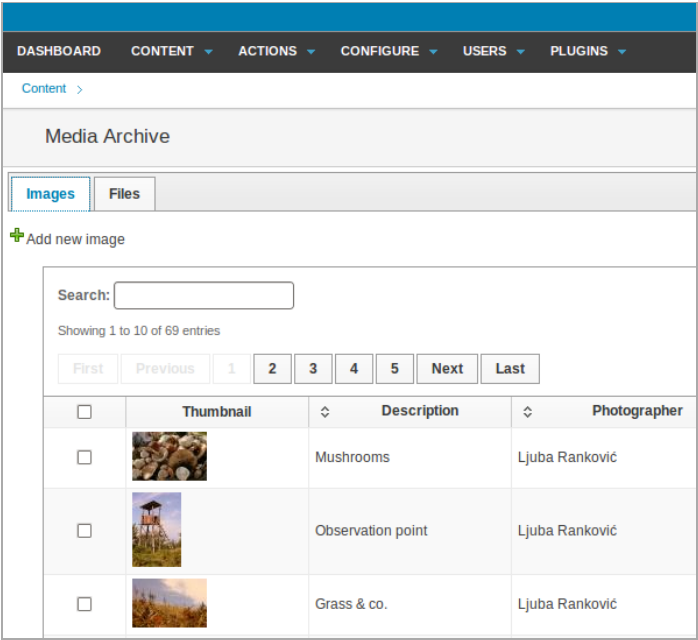 DASHBOARD CONTENT ACTIONS CONFIGURE USERS PLUGINS
Content >
Media Archive
Images Files
Add new image
Search:
Showing 1 to 10 of 69 entries
First Previous 1 2 3 4 5 Next Last
Thumbnail Description Photographer
Mushrooms Ljuba Ranković
Observation point Ljuba Ranković
Grass & co. Ljuba Ranković